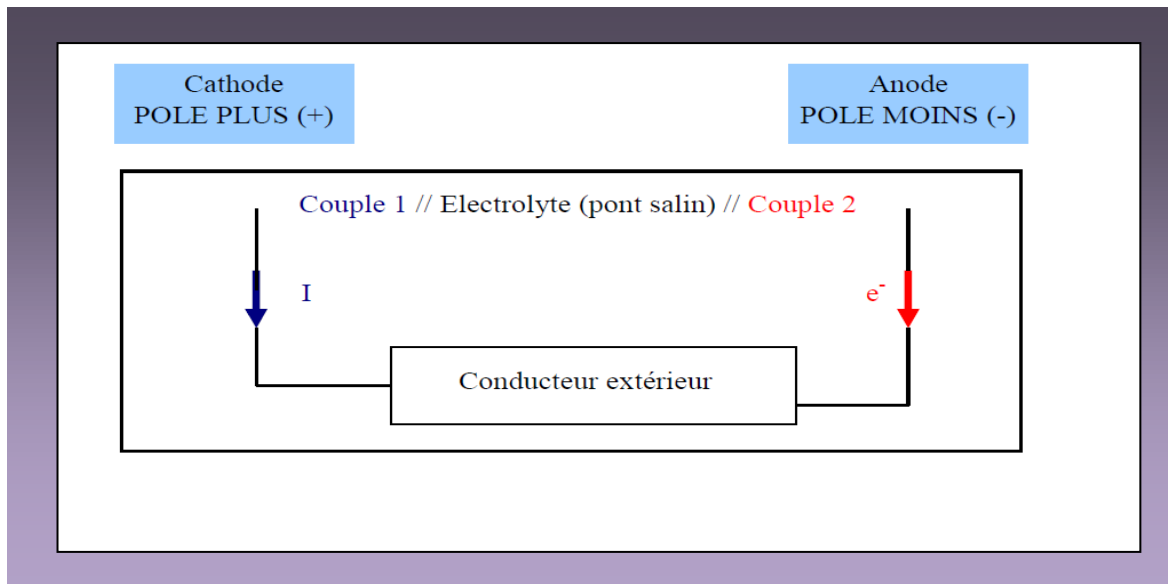 Cathode
POLE PLUS (+)
Anode
POLE MOINS (-)
Couple 1 // Electrolyte (pont salin) // Couple 2
I
e-
Conducteur extérieur